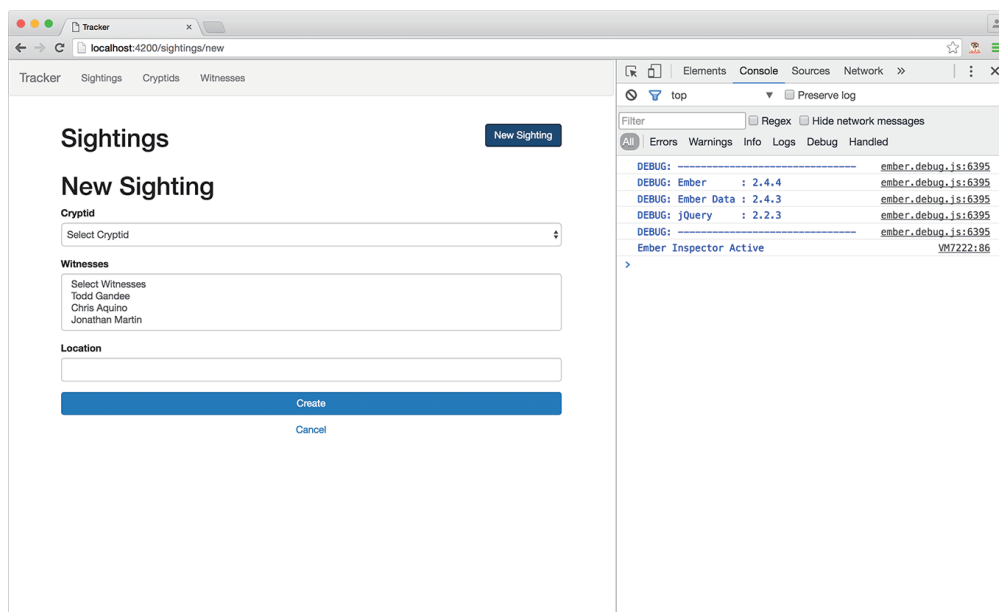 Tracker
localhost:4200/sightings/new
Tracker Sightings Cryptids Witnesses
Sightings
New Sighting
New Sighting
Cryptid
Select Cryptid
Witnesses
Select Witnesses
Todd Gandee
Chris Aquino
Jonathan Martin
Location
Create
Cancel
Elements Console Sources Network »
top ▼ Preserve log
Filter Regex Hide network messages
All Errors Warnings Info Logs Debug Handled
DEBUG: ------------------------------- ember.debug.js:6395
DEBUG: Ember : 2.4.4 ember.debug.js:6395
DEBUG: Ember Data : 2.4.3 ember.debug.js:6395
DEBUG: jQuery : 2.2.3 ember.debug.js:6395
DEBUG: ------------------------------- ember.debug.js:6395
Ember Inspector Active VM7222:86
>